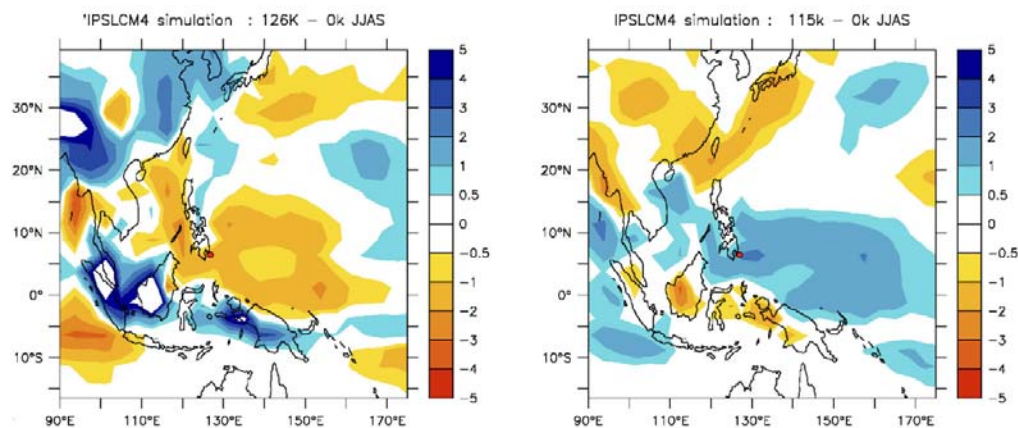 'IPSLCM4 simulation : 126K – 0k JJAS
30°N
20°N
10°N
0°
10°S
90°E 110°E 130°E 150°E 170°E
5
4
3
2
1
0.5
0
−0.5
−1
−2
−3
−4
−5
IPSLCM4 simulation : 115k – 0k JJAS
30°N
20°N
10°N
0°
10°S
90°E 110°E 130°E 150°E 170°E
5
4
3
2
1
0.5
0
−0.5
−1
−2
−3
−4
−5